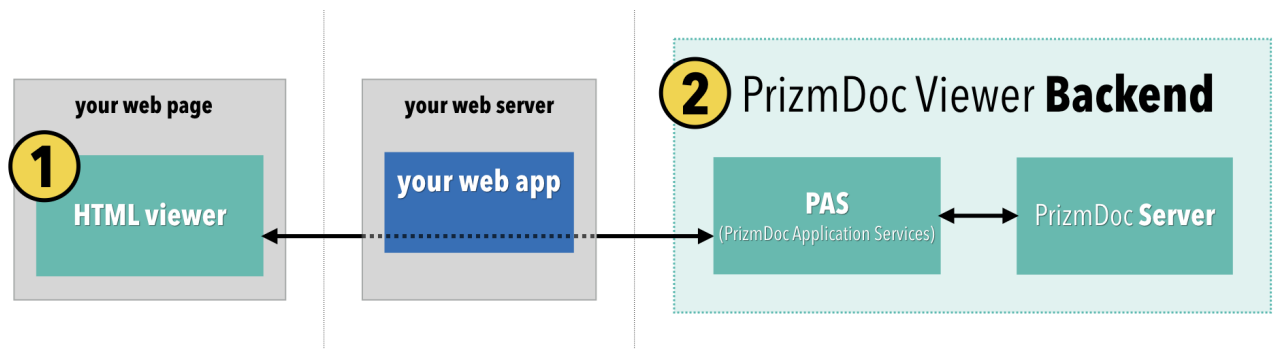 your web page
1
HTML viewer
your web server
your web app
2
PrizmDoc Viewer Backend
PAS
(PrizmDoc Application Services)
PrizmDoc Server